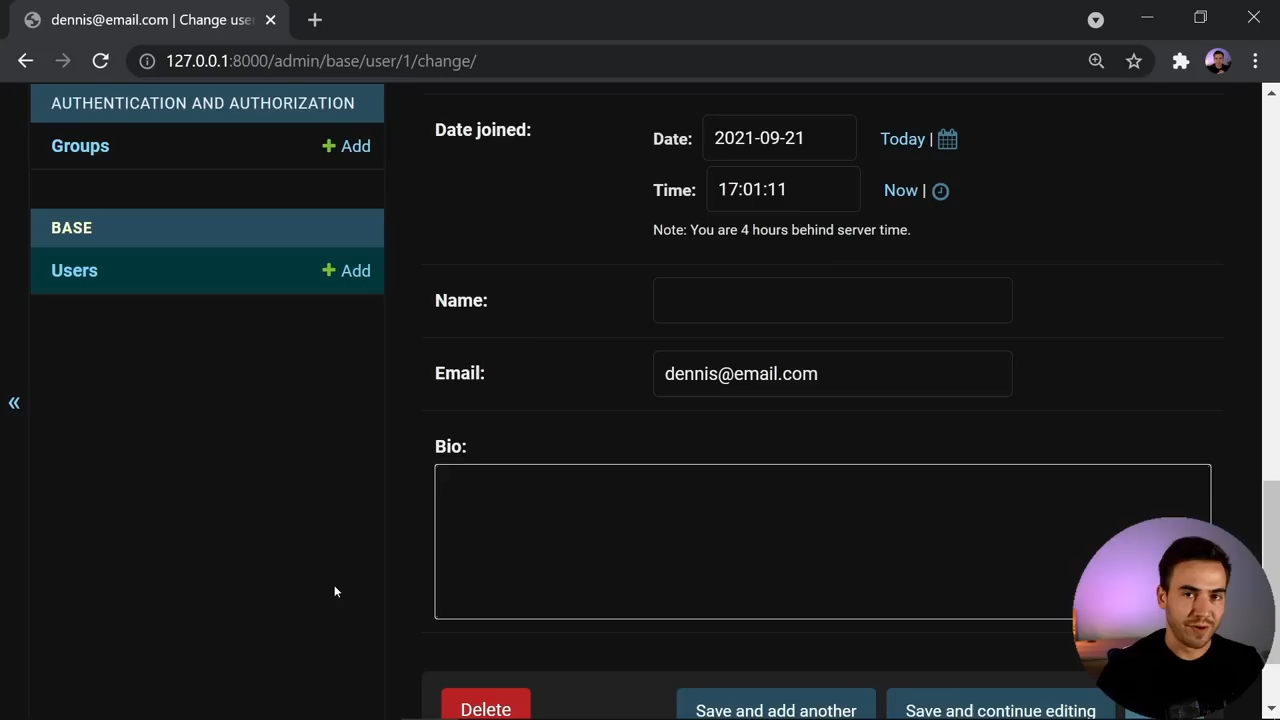 dennis@email.com | Change use
127.0.0.1:8000/admin/base/user/1/change/
AUTHENTICATION AND AUTHORIZATION
Groups
+ Add
BASE
Users
+ Add
«
Date joined:
Date: 2021-09-21 Today |
Time: 17:01:11 Now |
Note: You are 4 hours behind server time.
Name:
Email: dennis@email.com
Bio:
Delete
Save and add another
Save and continue editing